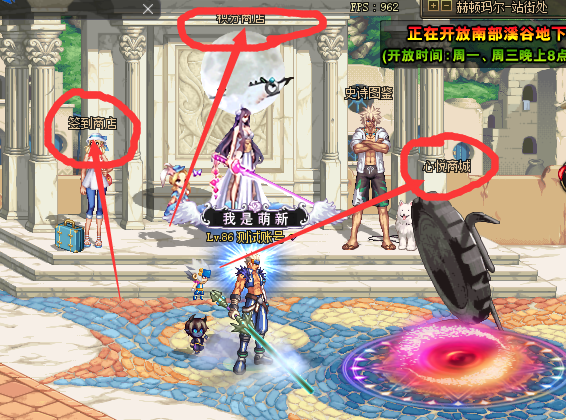 FPS : 962
赫顿玛尔-站街处
积分商店
正在开放南部溪谷地下
(开放时间:周一、周三晚上8点
史诗图鉴
签到商店
心悦商城
我是萌新
Lv.86 测试账号